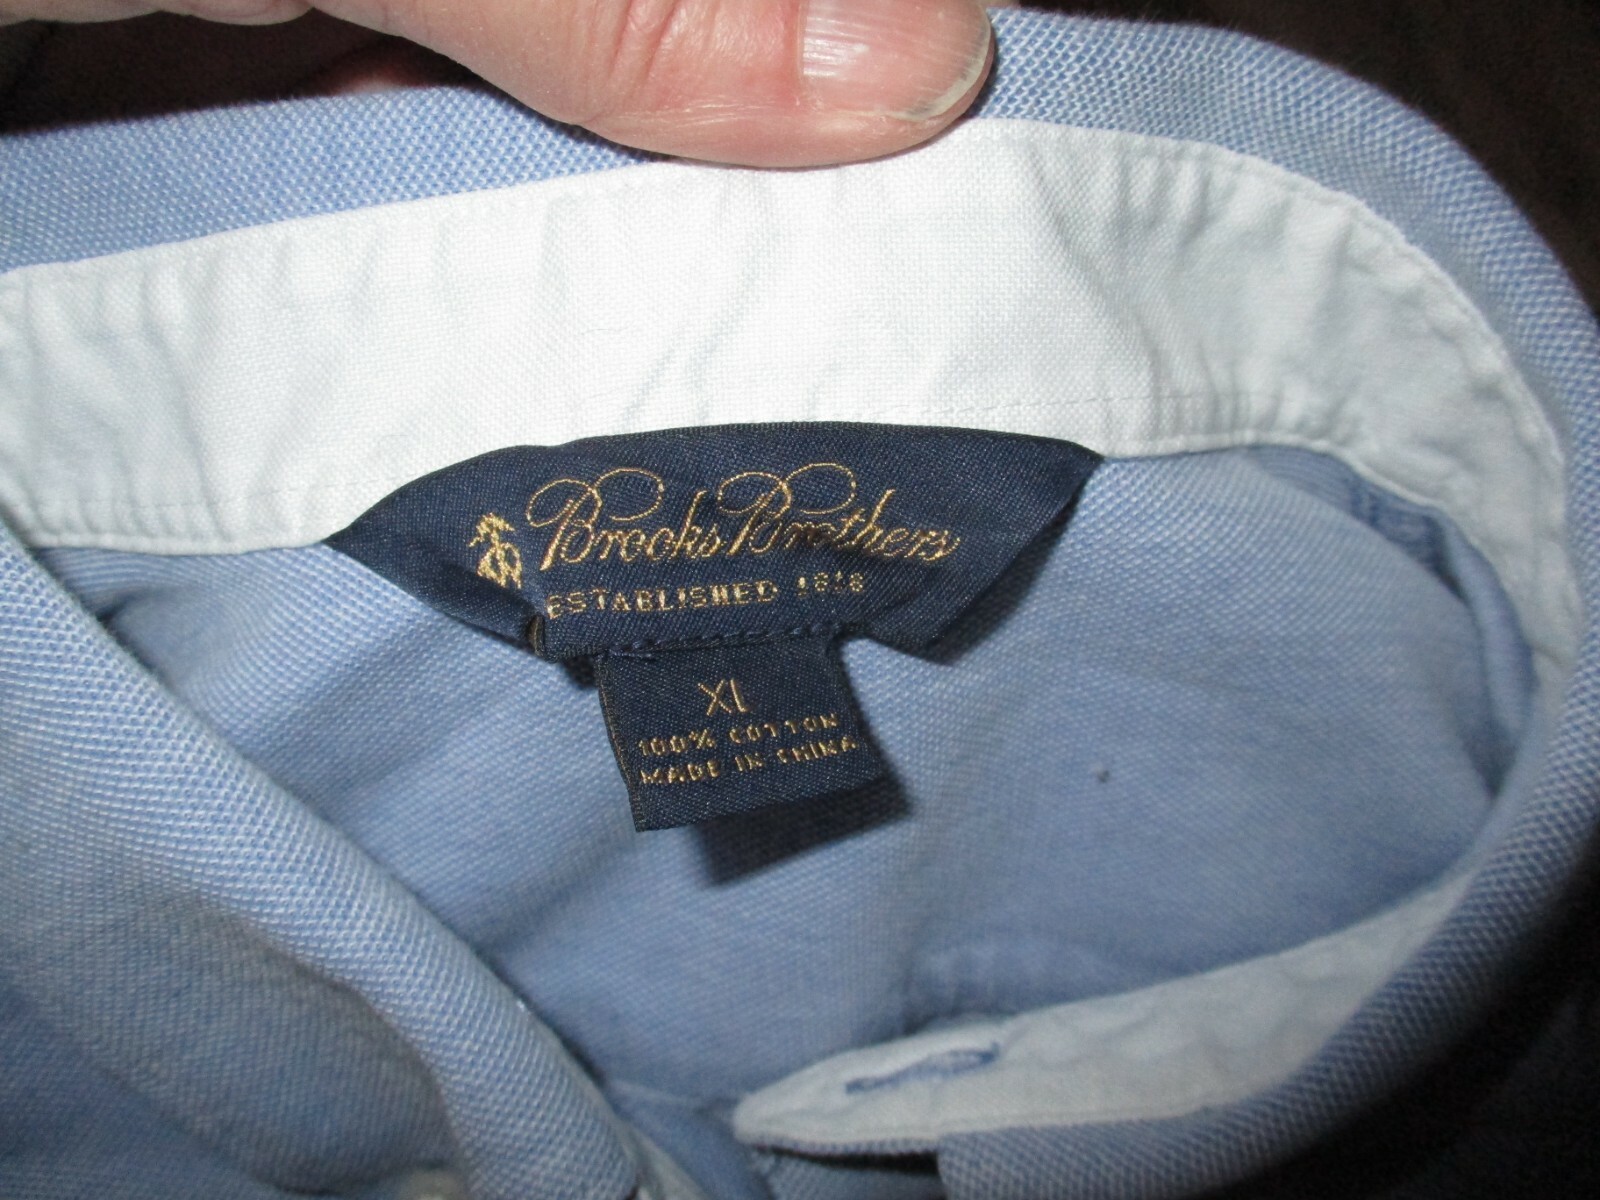 Brooks Brothers
ESTABLISHED 1818
XL
100% COTTON
MADE IN CHINA